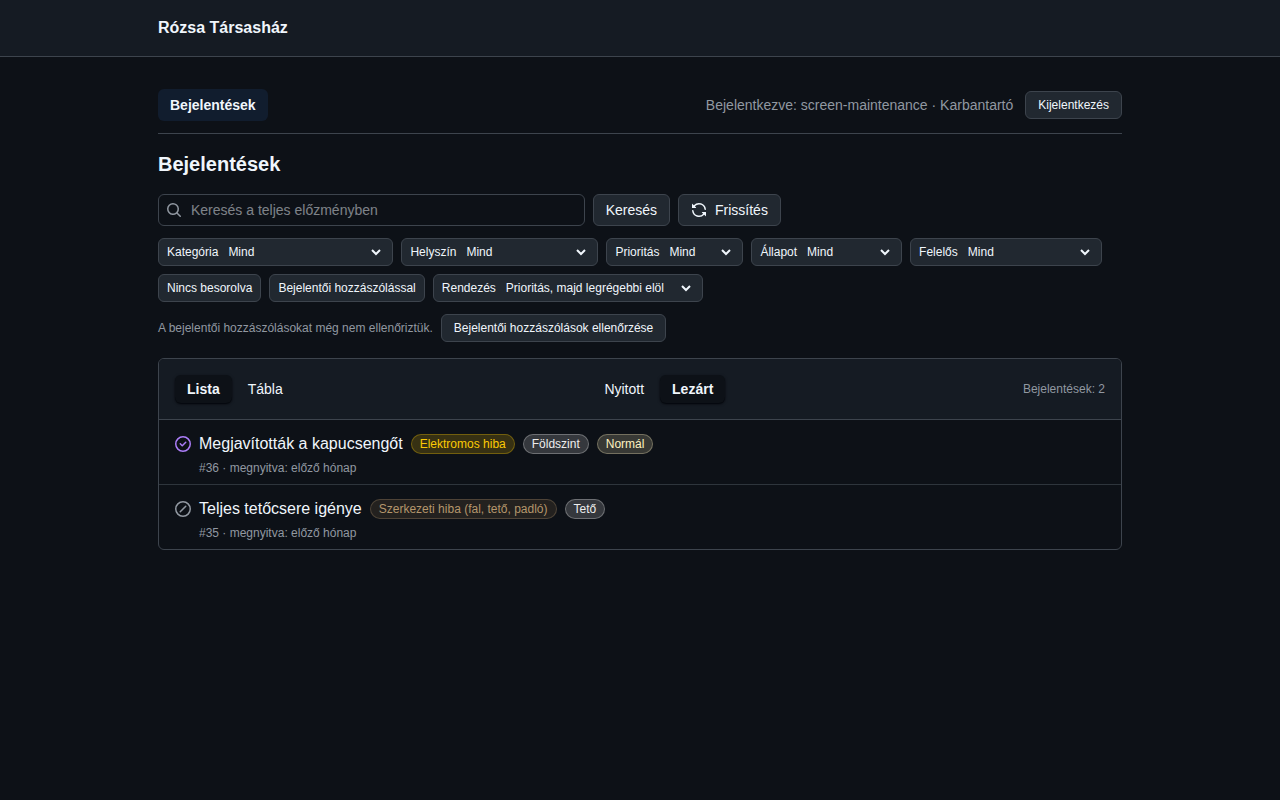 Rózsa Társasház
Bejelentések
Bejelentkezve: screen-maintenance · Karbantartó
Kijelentkezés
Bejelentések
Keresés a teljes előzményben
Keresés
Frissítés
Kategória Mind
Helyszín Mind
Prioritás Mind
Állapot Mind
Felelős Mind
Nincs besorolva
Bejelentői hozzászólással
Rendezés Prioritás, majd legrégebbi elöl
A bejelentői hozzászólásokat még nem ellenőriztük.
Bejelentői hozzászólások ellenőrzése
Lista
Tábla
Nyitott
Lezárt
Bejelentések: 2
Megjavították a kapucsengőt
Elektromos hiba
Földszint
Normál
#36 · megnyitva: előző hónap
Teljes tetőcsere igénye
Szerkezeti hiba (fal, tető, padló)
Tető
#35 · megnyitva: előző hónap